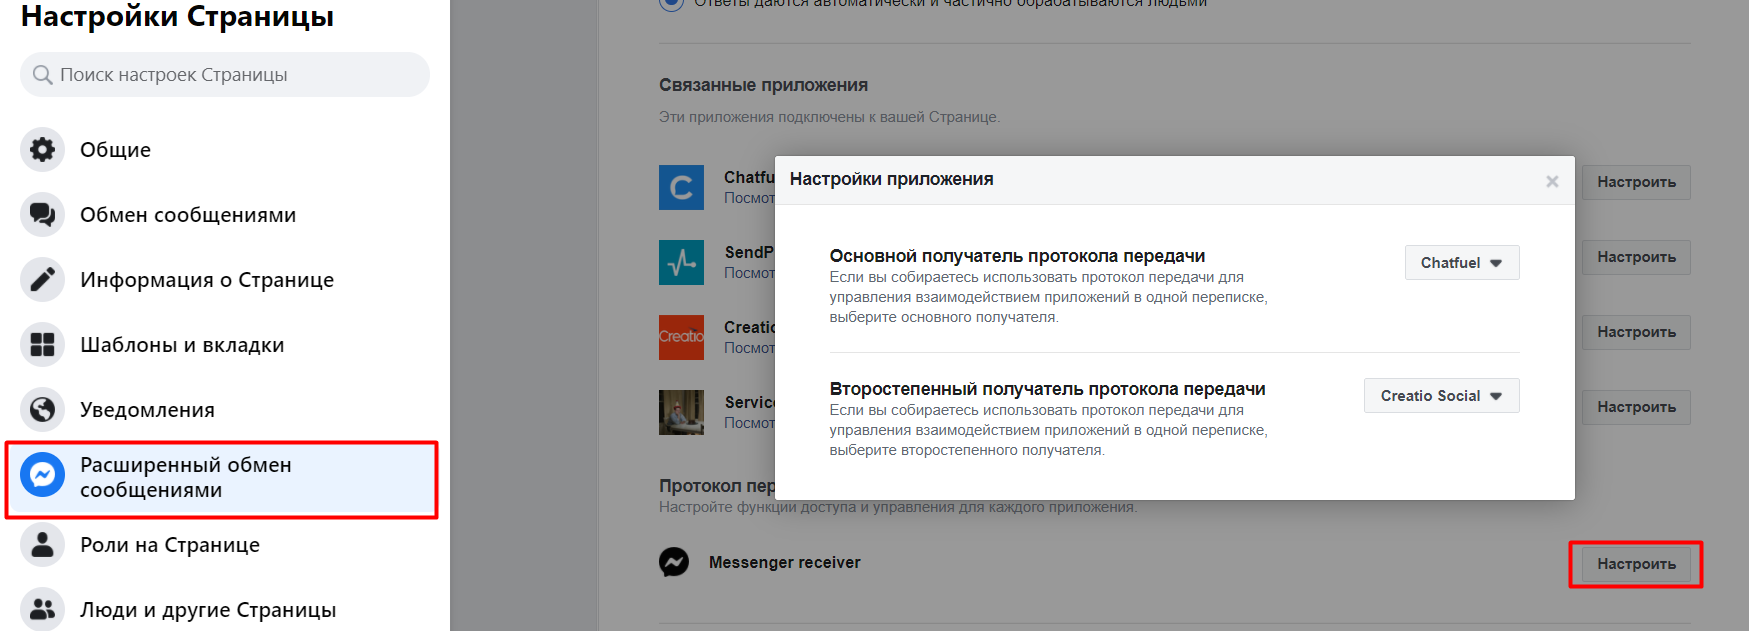 Настройки Страницы
Поиск настроек Страницы
Общие
Обмен сообщениями
Информация о Странице
Шаблоны и вкладки
Уведомления
Расширенный обмен
сообщениями
Роли на Странице
Люди и другие Страницы
Ответы даются автоматически и частично обрабатываются людьми
Связанные приложения
Эти приложения подключены к вашей Странице.
Chatfu
Посмот
Настроить
SendP
Посмот
Настроить
Creatio
Creatio
Посмот
Настроить
Servic
Посмот
Настроить
Настройки приложения
Основной получатель протокола передачи
Если вы собираетесь использовать протокол передачи для
управления взаимодействием приложений в одной переписке,
выберите основного получателя.
Chatfuel
Второстепенный получатель протокола передачи
Если вы собираетесь использовать протокол передачи для
управления взаимодействием приложений в одной переписке,
выберите второстепенного получателя.
Creatio Social
Протокол пер
Настройте функции доступа и управления для каждого приложения.
Messenger receiver
Настроить